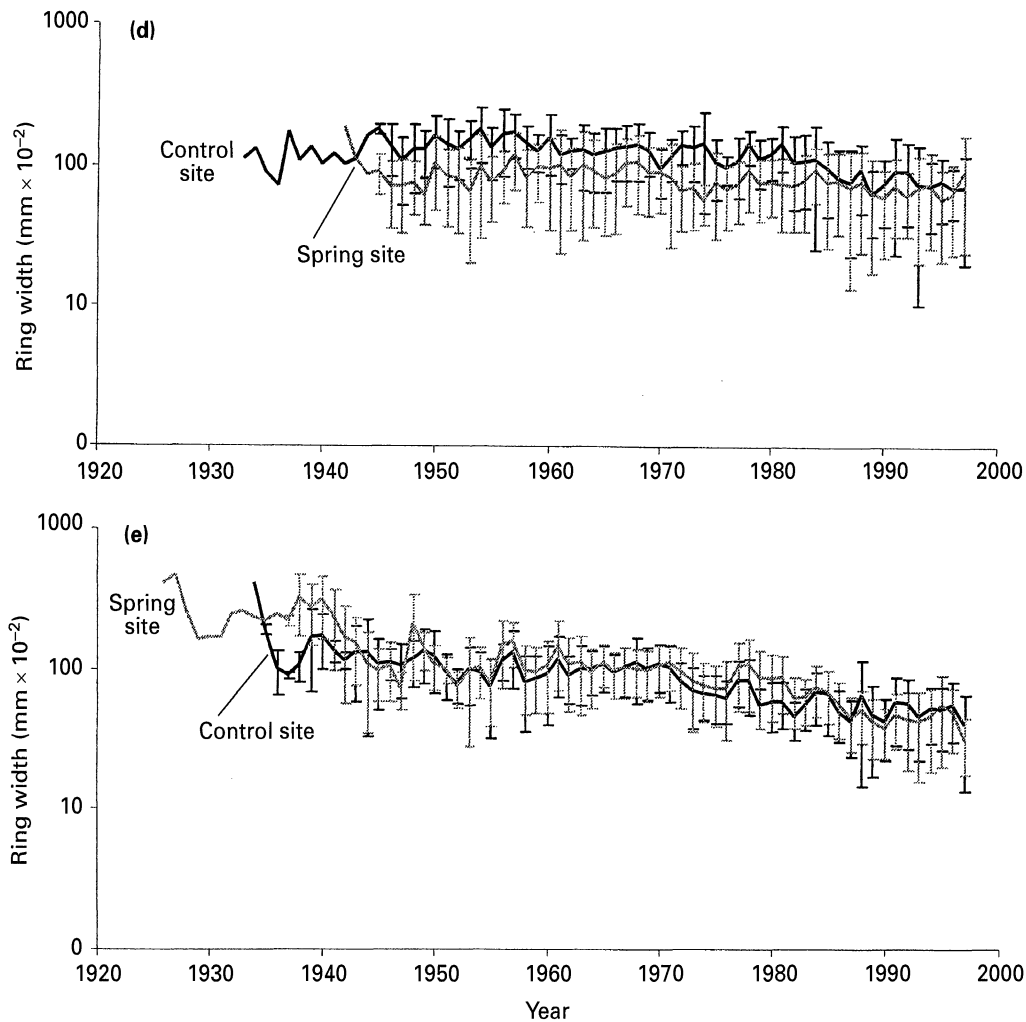 1000
(d)
Ring width (mm × 10⁻²)
Control
site
100
Spring site
10
0
1920 1930 1940 1950 1960 1970 1980 1990 2000
1000
(e)
Ring width (mm × 10⁻²)
Spring
site
100
Control site
10
0
1920 1930 1940 1950 1960 1970 1980 1990 2000
Year